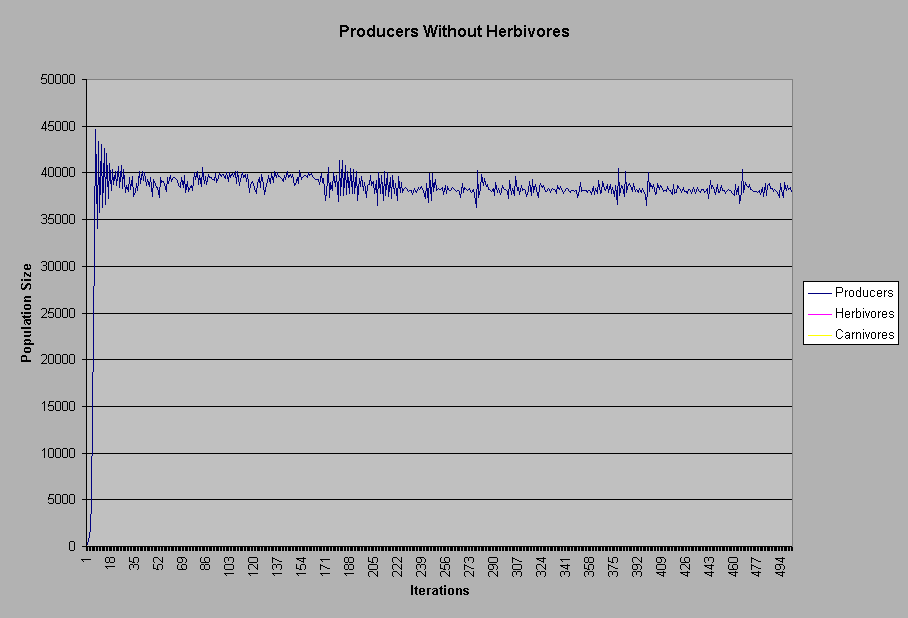 Producers Without Herbivores
50000
45000
40000
35000
30000
25000
20000
15000
10000
5000
0
Population Size
1 18 35 52 69 86 103 120 137 154 171 188 205 222 239 256 273 290 307 324 341 358 375 392 409 426 443 460 477 494
Iterations
Producers
Herbivores
Carnivores